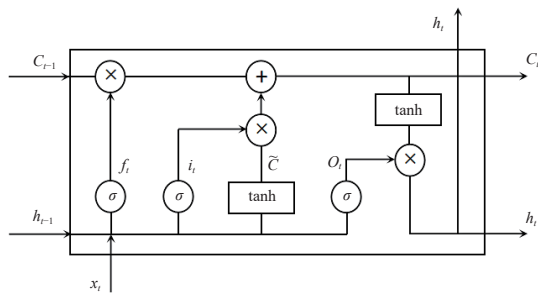 h_t
C_{t-1}
×
+
C_t
tanh
×
×
f_t
i_t
C̃
O_t
σ
σ
tanh
σ
h_{t-1}
h_t
x_t